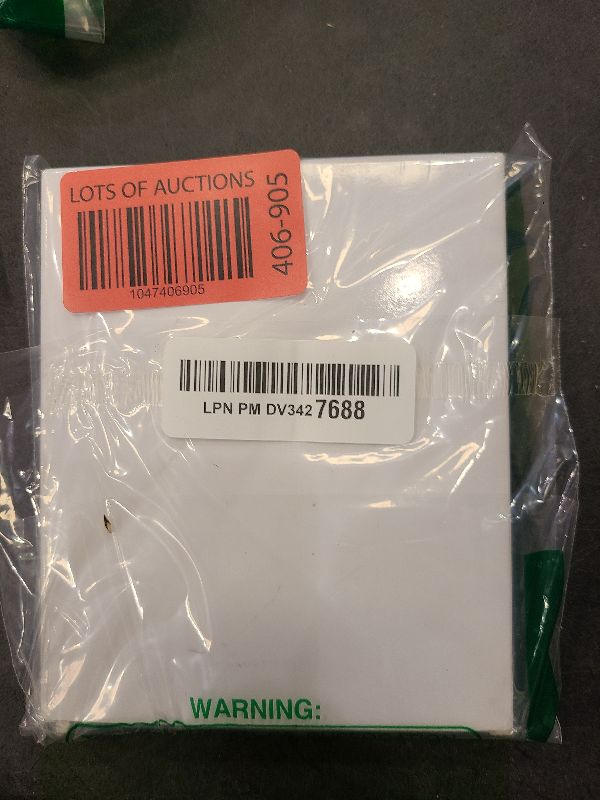 LOTS OF AUCTIONS
406-905
1047406905
LPN PM DV342 7688
WARNING: